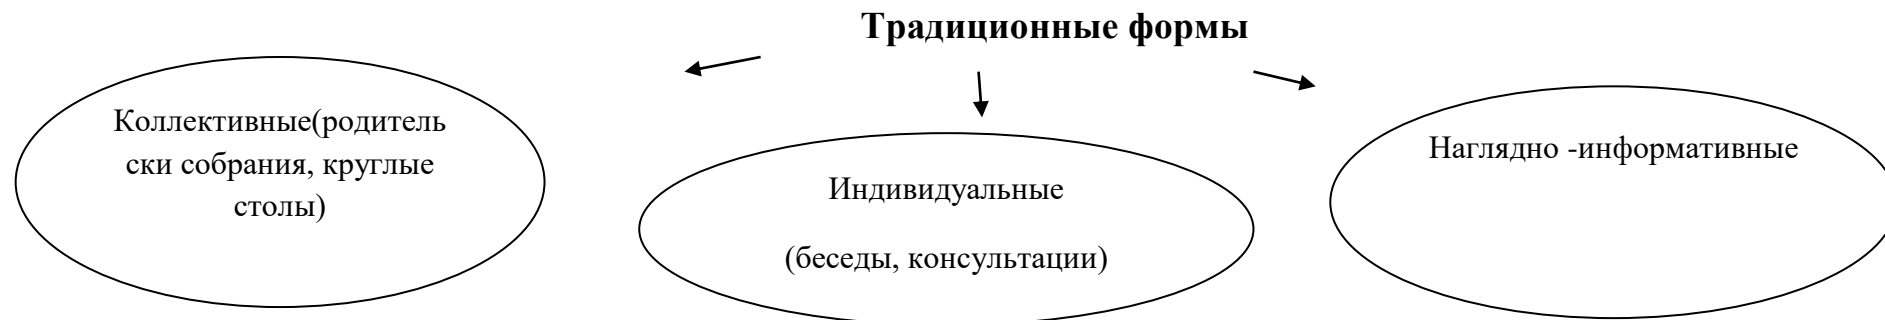 Традиционные формы
Коллективные(родитель
ски собрания, круглые
столы)
Индивидуальные
(беседы, консультации)
Наглядно -информативные